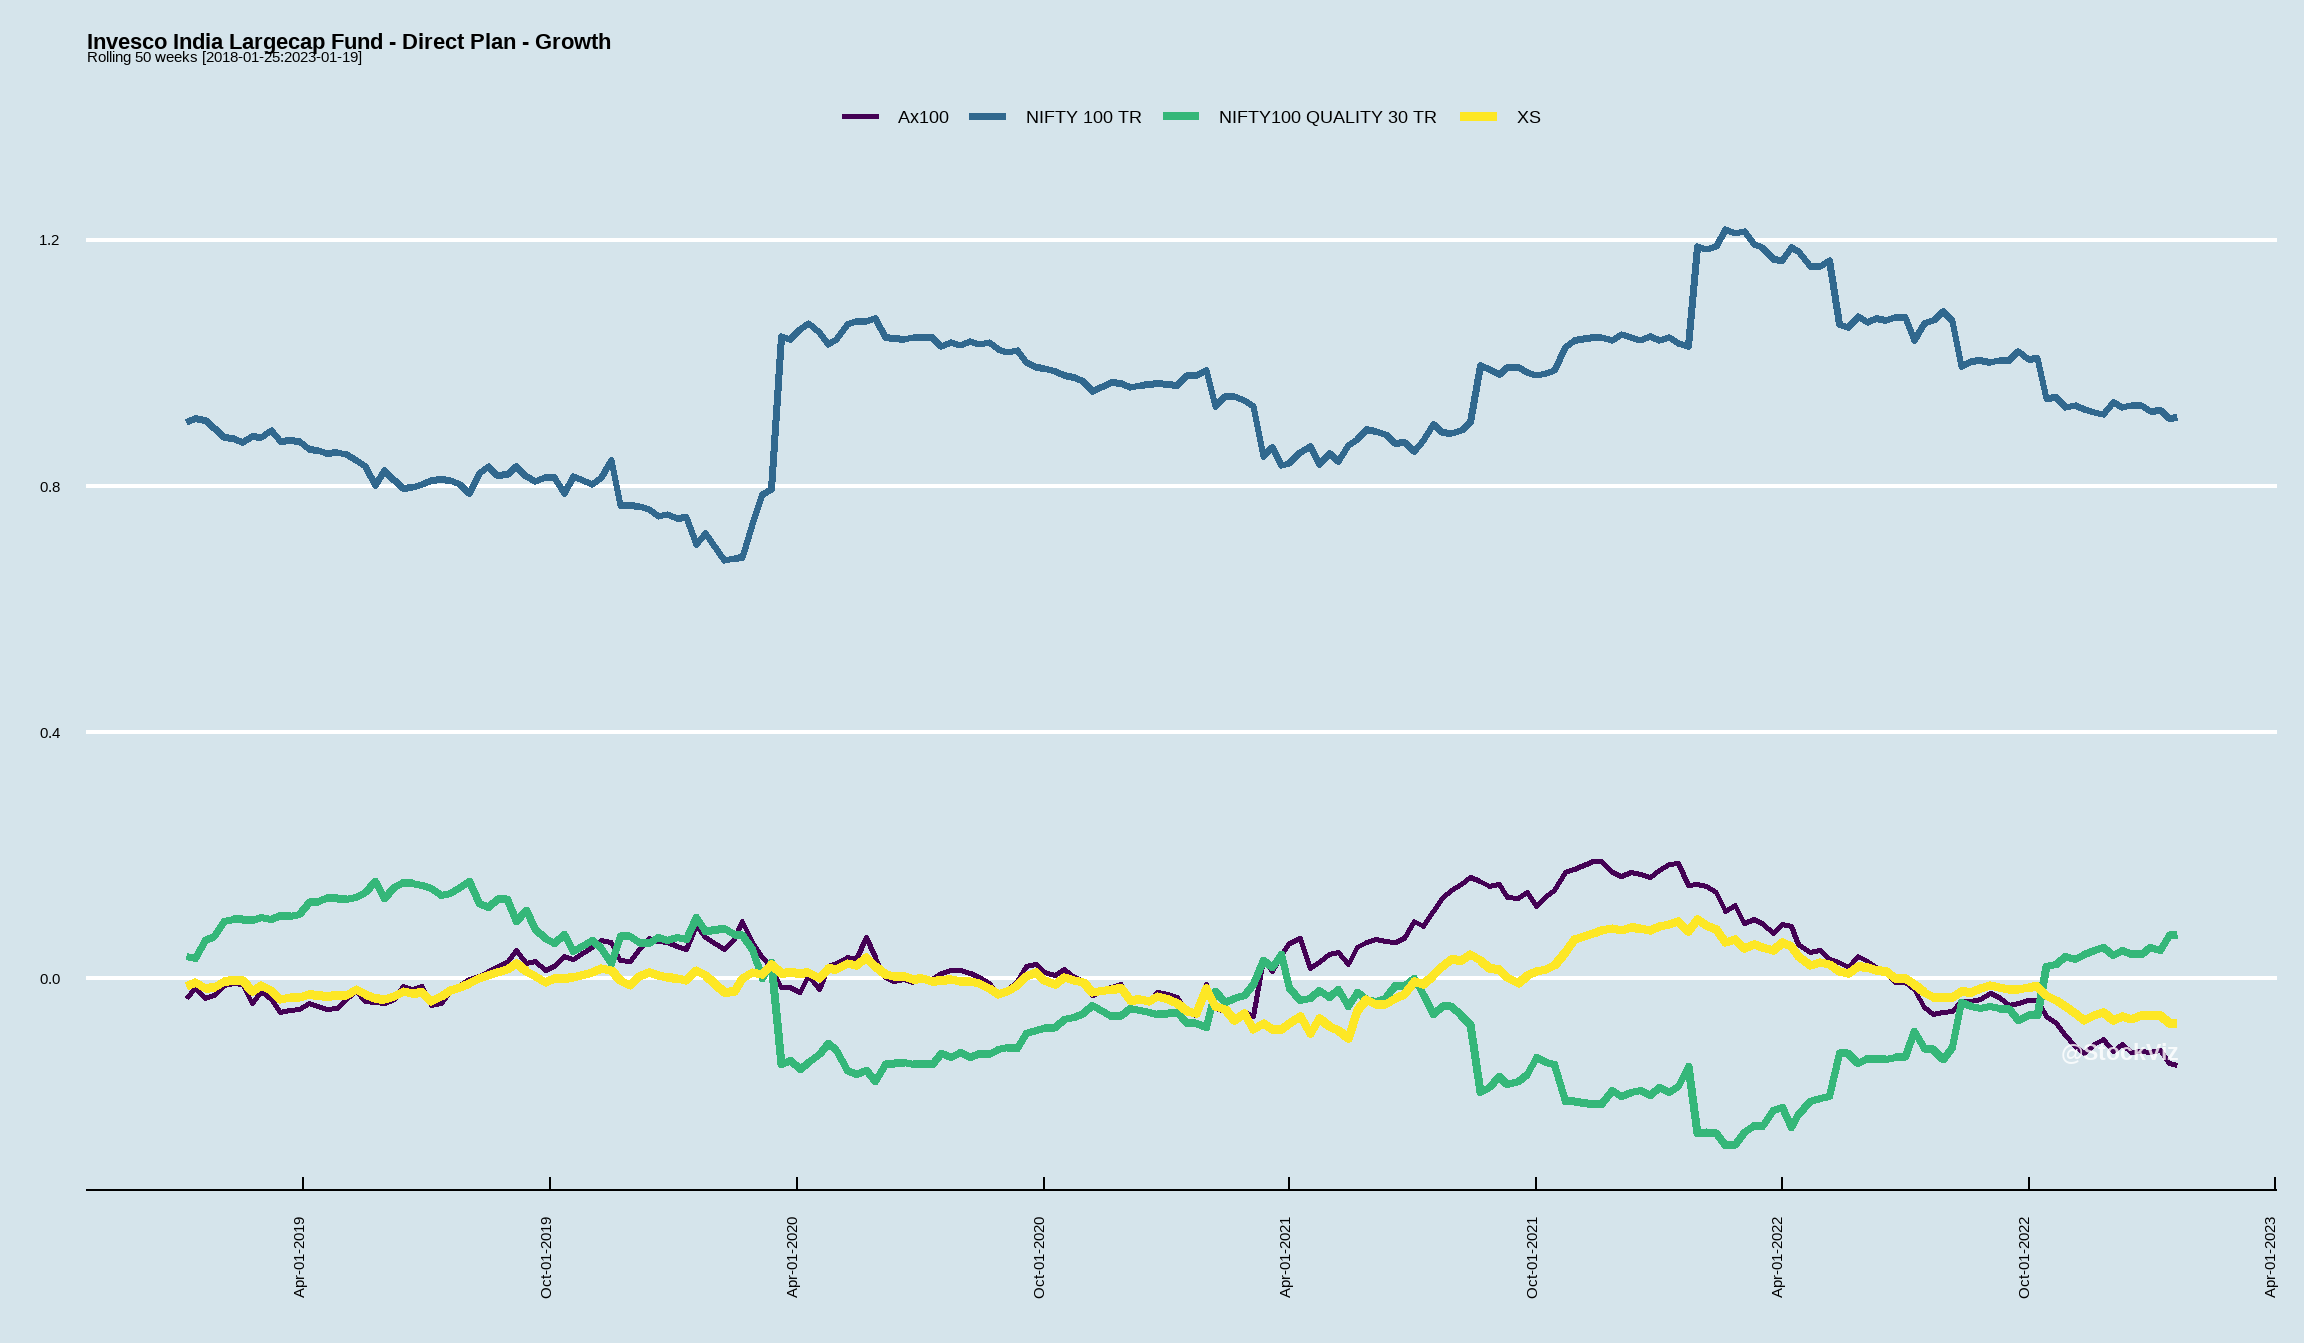 Invesco India Largecap Fund - Direct Plan - Growth
Rolling 50 weeks [2018-01-25:2023-01-19]
Ax100 NIFTY 100 TR NIFTY100 QUALITY 30 TR XS
1.2
0.8
0.4
0.0
@StockViz
Apr-01-2019
Oct-01-2019
Apr-01-2020
Oct-01-2020
Apr-01-2021
Oct-01-2021
Apr-01-2022
Oct-01-2022
Apr-01-2023